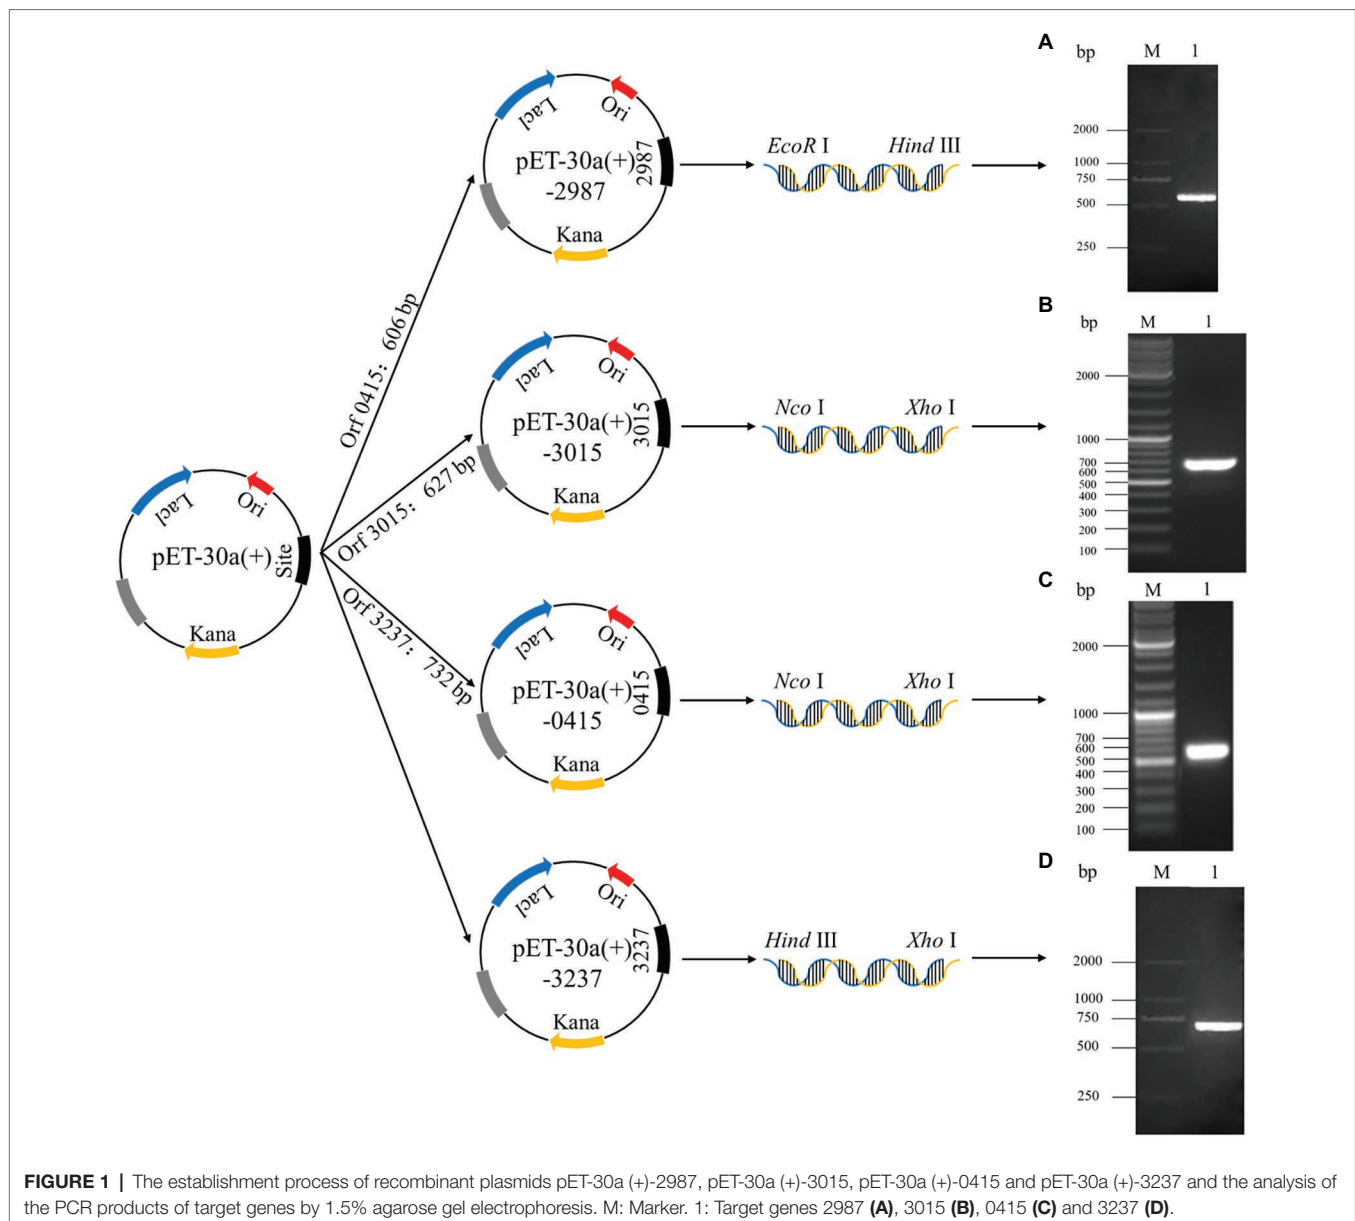 A
bp M 1
2000
1000
750
500
250
LacI
Ori
pET-30a(+)
-2987
2987
Kana
EcoR I Hind III
Orf 0415： 606 bp
B
bp M 1
2000
1000
700
600
500
400
300
200
100
LacI
Ori
pET-30a(+)
-3015
3015
Kana
Nco I Xho I
Orf 3015： 627 bp
LacI
Ori
pET-30a(+)
Site
Kana
Orf 3237： 732 bp
C
bp M 1
2000
1000
700
600
500
400
300
200
100
LacI
Ori
pET-30a(+)
-0415
0415
Kana
Nco I Xho I
D
bp M 1
2000
1000
750
500
250
LacI
Ori
pET-30a(+)
-3237
3237
Kana
Hind III Xho I
FIGURE 1 | The establishment process of recombinant plasmids pET-30a (+)-2987, pET-30a (+)-3015, pET-30a (+)-0415 and pET-30a (+)-3237 and the analysis of
the PCR products of target genes by 1.5% agarose gel electrophoresis. M: Marker. 1: Target genes 2987 (A), 3015 (B), 0415 (C) and 3237 (D).